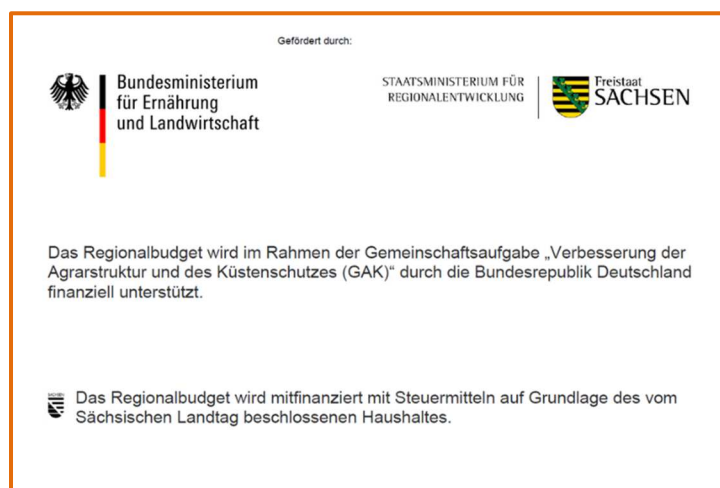 Gefördert durch:
Bundesministerium
für Ernährung
und Landwirtschaft
STAATSMINISTERIUM FÜR
REGIONALENTWICKLUNG
Freistaat
SACHSEN
Das Regionalbudget wird im Rahmen der Gemeinschaftsaufgabe „Verbesserung der
Agrarstruktur und des Küstenschutzes (GAK)“ durch die Bundesrepublik Deutschland
finanziell unterstützt.
SACHSEN
Das Regionalbudget wird mitfinanziert mit Steuermitteln auf Grundlage des vom
Sächsischen Landtag beschlossenen Haushaltes.